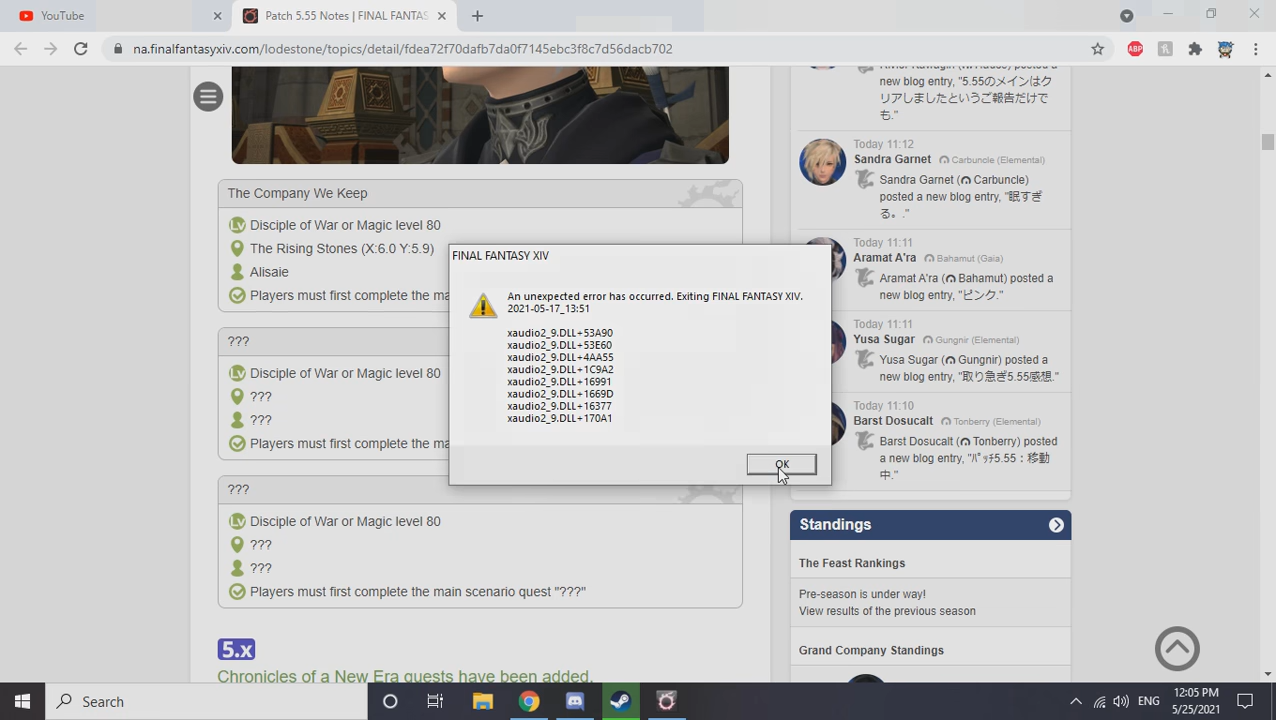 YouTube
Patch 5.55 Notes | FINAL FANTAS
na.finalfantasyxiv.com/lodestone/topics/detail/fdea72f70dafb7da0f7145ebc3f8c7d56dacb702
ABP
The Company We Keep
Lv Disciple of War or Magic level 80
The Rising Stones (X:6.0 Y:5.9)
Alisaie
Players must first complete the ma
???
Lv Disciple of War or Magic level 80
???
???
Players must first complete the ma
???
Lv Disciple of War or Magic level 80
???
???
Players must first complete the main scenario quest "???"
5.x
Chronicles of a New Era quests have been added.
FINAL FANTASY XIV
An unexpected error has occurred. Exiting FINAL FANTASY XIV.
2021-05-17_13:51
xaudio2_9.DLL+53A90
xaudio2_9.DLL+53E60
xaudio2_9.DLL+4AA55
xaudio2_9.DLL+1C9A2
xaudio2_9.DLL+16991
xaudio2_9.DLL+1669D
xaudio2_9.DLL+16377
xaudio2_9.DLL+170A1
OK
new blog entry, "5.55のメインはク
リアしましたというご報告だけで
も."
Today 11:12
Sandra Garnet Carbuncle (Elemental)
Sandra Garnet (Carbuncle)
posted a new blog entry, "眠すぎ
る。."
Today 11:11
Aramat A'ra Bahamut (Gaia)
Aramat A'ra (Bahamut) posted a
new blog entry, "ピンク."
Today 11:11
Yusa Sugar Gungnir (Elemental)
Yusa Sugar (Gungnir) posted a
new blog entry, "取り急ぎ5.55感想."
Today 11:10
Barst Dosucalt Tonberry (Elemental)
Barst Dosucalt (Tonberry) posted
a new blog entry, "ﾊﾟｯﾁ5.55：移動
中."
Standings
The Feast Rankings
Pre-season is under way!
View results of the previous season
Grand Company Standings
Search
ENG
12:05 PM
5/25/2021